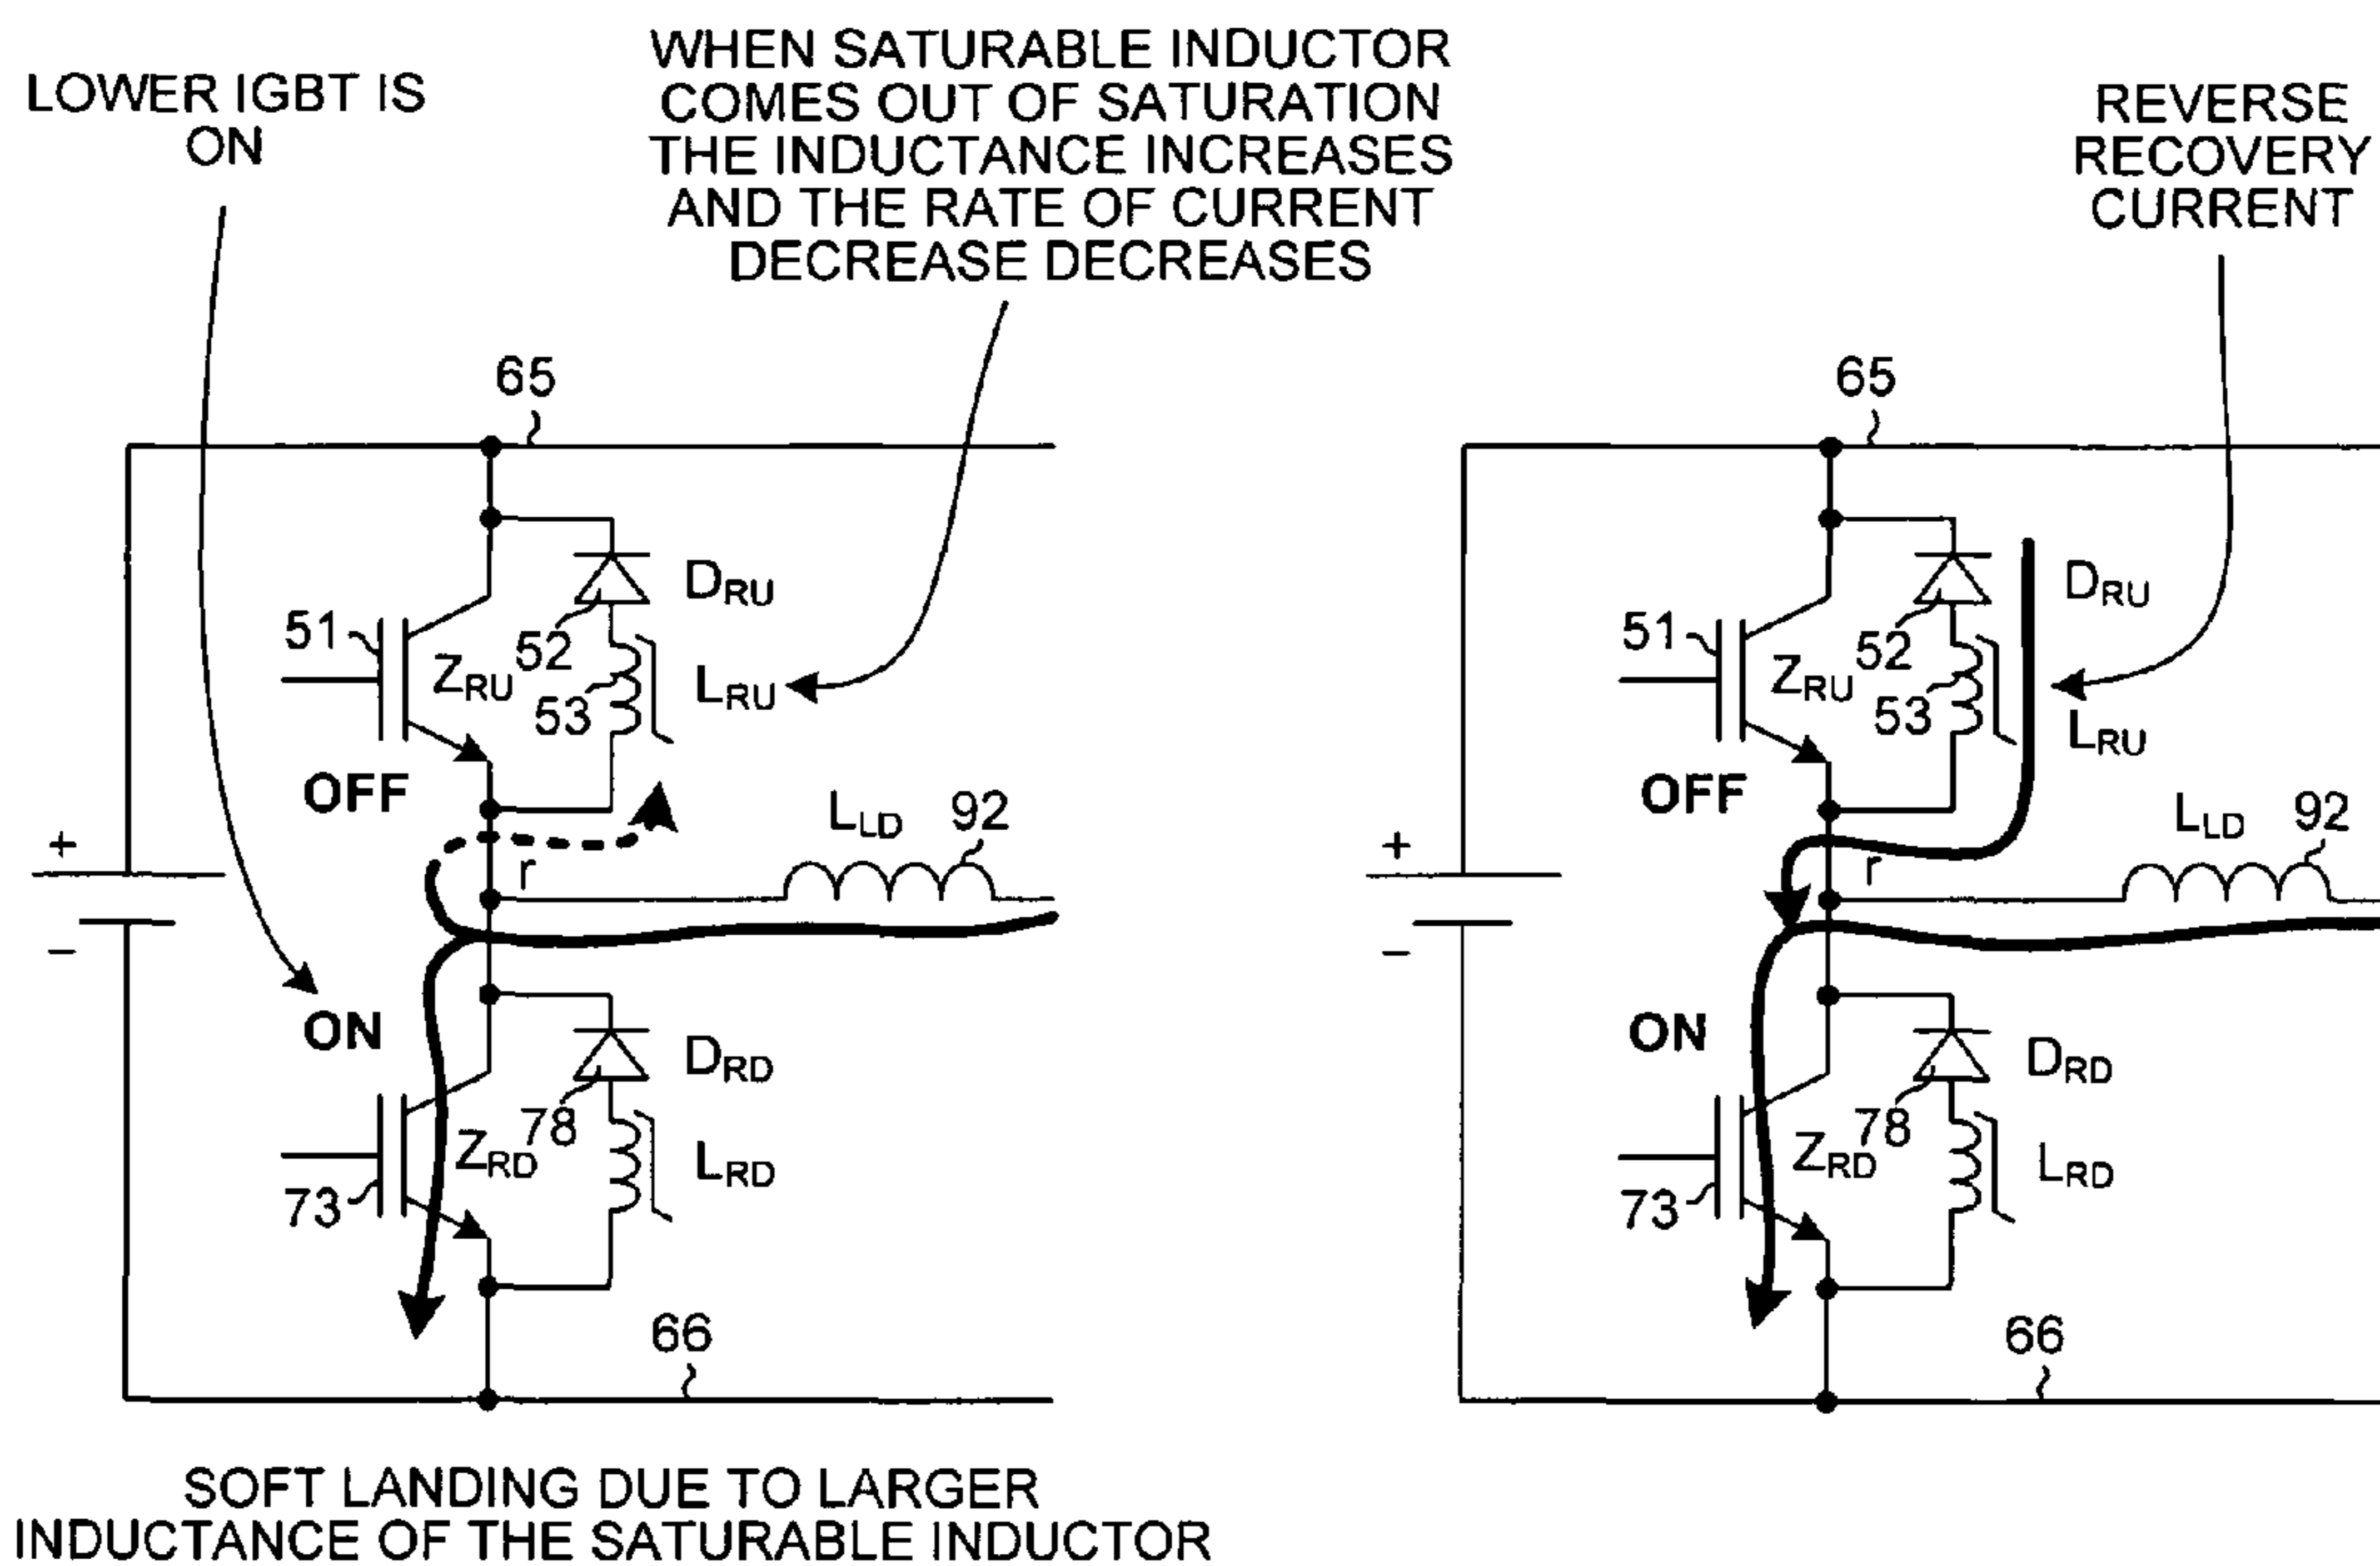 LOWER IGBT IS
ON
WHEN SATURABLE INDUCTOR
COMES OUT OF SATURATION
THE INDUCTANCE INCREASES
AND THE RATE OF CURRENT
DECREASE DECREASES
REVERSE
RECOVERY
CURRENT
65
51
ZRU
52
53
DRU
LRU
OFF
+
−
r
LLD
92
ON
73
ZRD
78
DRD
LRD
66
65
51
ZRU
52
53
DRU
LRU
OFF
+
−
r
LLD
92
ON
73
ZRD
78
DRD
LRD
66
SOFT LANDING DUE TO LARGER
INDUCTANCE OF THE SATURABLE INDUCTOR